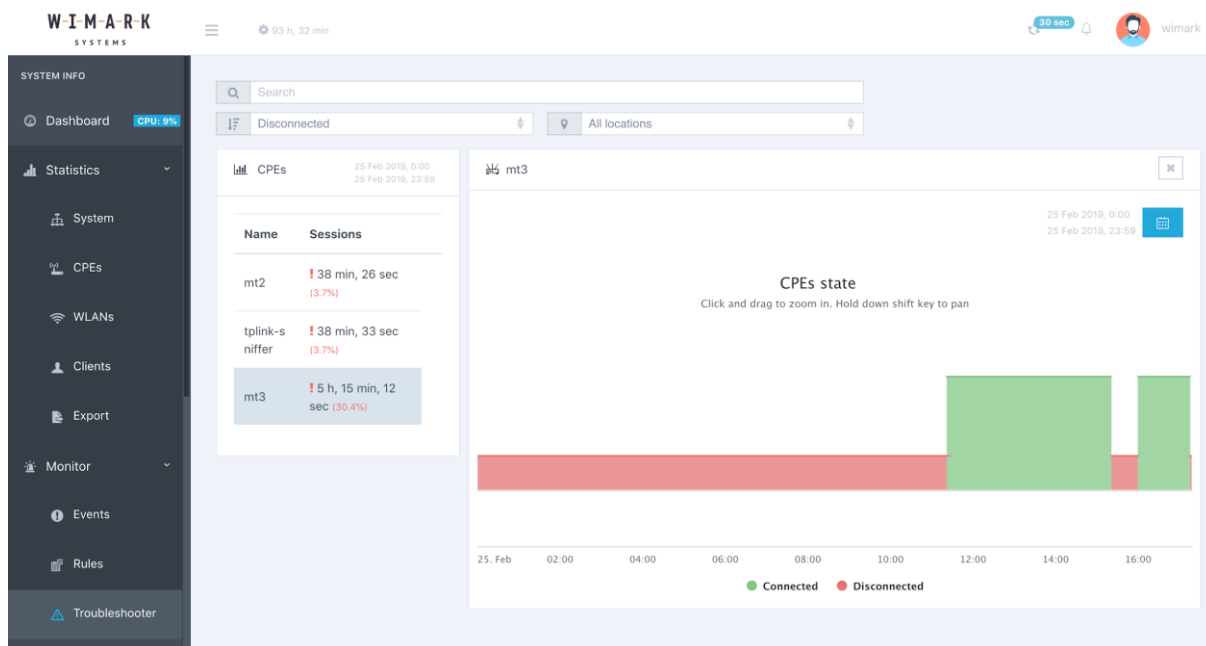 W-I-M-A-R-K
SYSTEMS
93 h, 32 min
30 sec
wimark
SYSTEM INFO
Dashboard
CPU: 9%
Statistics
System
CPEs
WLANs
Clients
Export
Monitor
Events
Rules
Troubleshooter
Search
Disconnected
All locations
CPEs
25 Feb 2019, 0:00
25 Feb 2019, 23:59
Name Sessions
mt2
! 38 min, 26 sec
(3.7%)
tplink-s
niffer
! 38 min, 33 sec
(3.7%)
mt3
! 5 h, 15 min, 12
sec (30.4%)
mt3
25 Feb 2019, 0:00
25 Feb 2019, 23:59
CPEs state
Click and drag to zoom in. Hold down shift key to pan
25. Feb 02:00 04:00 06:00 08:00 10:00 12:00 14:00 16:00
Connected Disconnected